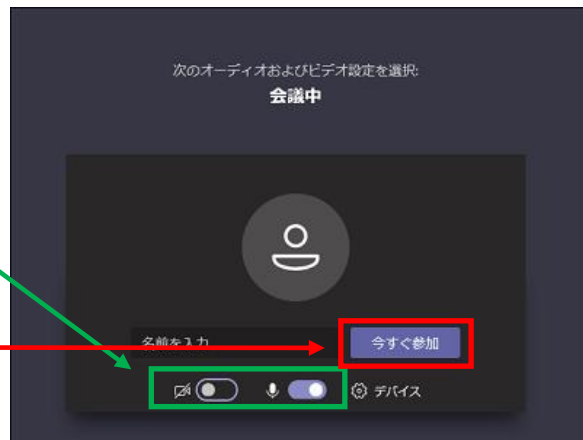 次のオーディオおよびビデオ設定を選択:
会議中
名前を入力
今すぐ参加
デバイス